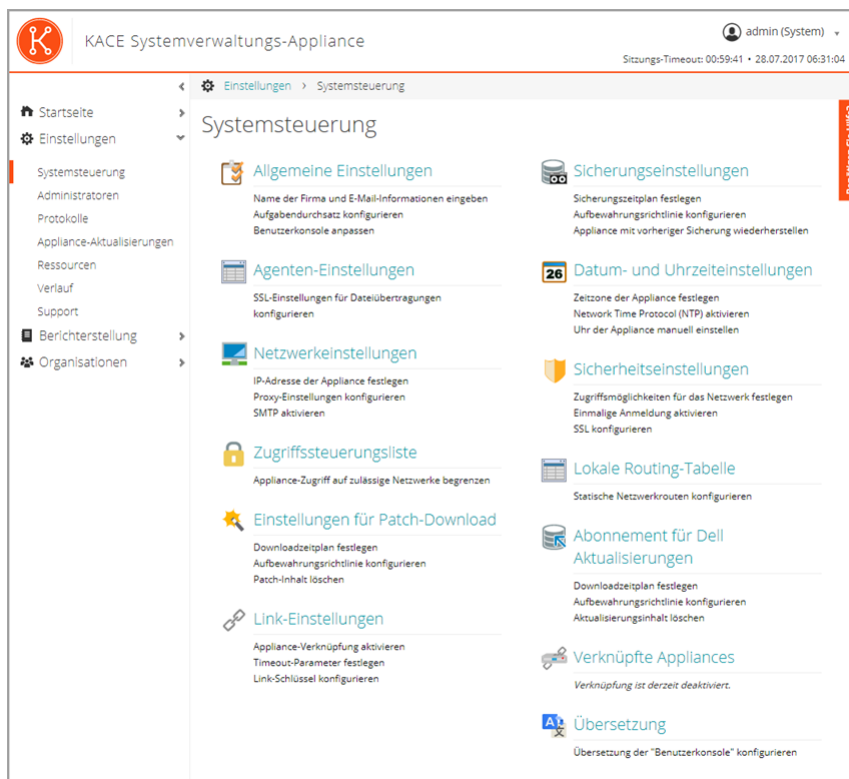 KACE Systemverwaltungs-Appliance
admin (System)
Sitzungs-Timeout: 00:59:41 • 28.07.2017 06:31:04
Einstellungen > Systemsteuerung
Startseite
Einstellungen
Systemsteuerung
Administratoren
Protokolle
Appliance-Aktualisierungen
Ressourcen
Verlauf
Support
Berichterstellung
Organisationen
Systemsteuerung
Allgemeine Einstellungen
Name der Firma und E-Mail-Informationen eingeben
Aufgabendurchsatz konfigurieren
Benutzerkonsole anpassen
Agenten-Einstellungen
SSL-Einstellungen für Dateiübertragungen
konfigurieren
Netzwerkeinstellungen
IP-Adresse der Appliance festlegen
Proxy-Einstellungen konfigurieren
SMTP aktivieren
Zugriffssteuerungsliste
Appliance-Zugriff auf zulässige Netzwerke begrenzen
Einstellungen für Patch-Download
Downloadzeitplan festlegen
Aufbewahrungsrichtlinie konfigurieren
Patch-Inhalt löschen
Link-Einstellungen
Appliance-Verknüpfung aktivieren
Timeout-Parameter festlegen
Link-Schlüssel konfigurieren
Sicherungseinstellungen
Sicherungszeitplan festlegen
Aufbewahrungsrichtlinie konfigurieren
Appliance mit vorheriger Sicherung wiederherstellen
26
Datum- und Uhrzeiteinstellungen
Zeitzone der Appliance festlegen
Network Time Protocol (NTP) aktivieren
Uhr der Appliance manuell einstellen
Sicherheitseinstellungen
Zugriffsmöglichkeiten für das Netzwerk festlegen
Einmalige Anmeldung aktivieren
SSL konfigurieren
Lokale Routing-Tabelle
Statische Netzwerkrouten konfigurieren
Abonnement für Dell
Aktualisierungen
Downloadzeitplan festlegen
Aufbewahrungsrichtlinie konfigurieren
Aktualisierungsinhalt löschen
Verknüpfte Appliances
Verknüpfung ist derzeit deaktiviert.
Übersetzung
Übersetzung der "Benutzerkonsole" konfigurieren